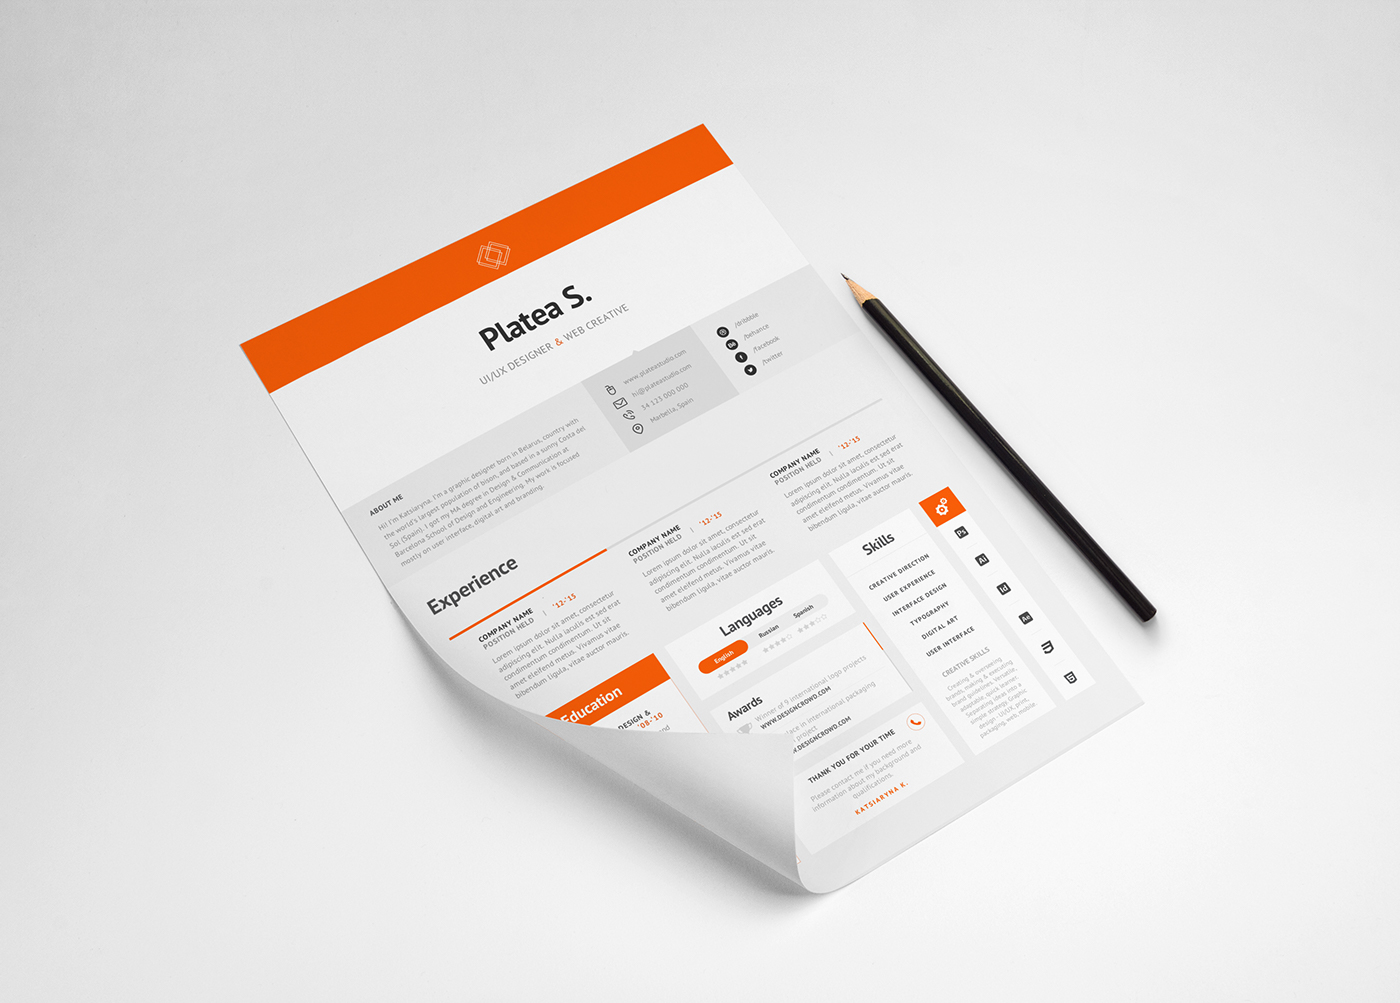 Platea S.
UI/UX DESIGNER & WEB CREATIVE
ABOUT ME
Hi! I'm Katsiaryna. I'm a graphic designer born in Belarus, country with
the world's largest population of bison, and based in a sunny Costa del
Sol (Spain). I got my MA degree in Design & Communication at
Barcelona School of Design and Engineering. My work is focused
mostly on user interface, digital art and branding.
www.plateastudio.com
hi@plateastudio.com
34 123 000 000
Marbella, Spain
/dribbble
/behance
/facebook
/twitter
Experience
COMPANY NAME
POSITION HELD | '12-'15
Lorem ipsum dolor sit amet, consectetur
adipiscing elit. Nulla iaculis est sed erat
condimentum condimentum. Ut sit
amet eleifend metus. Vivamus vitae
bibendum ligula, vitae auctor mauris.
COMPANY NAME
POSITION HELD | '12-'15
Lorem ipsum dolor sit amet, consectetur
adipiscing elit. Nulla iaculis est sed erat
condimentum condimentum. Ut sit
amet eleifend metus. Vivamus vitae
bibendum ligula, vitae auctor mauris.
COMPANY NAME
POSITION HELD | '12-'15
Lorem ipsum dolor sit amet, consectetur
adipiscing elit. Nulla iaculis est sed erat
condimentum condimentum. Ut sit
amet eleifend metus. Vivamus vitae
bibendum ligula, vitae auctor mauris.
Education
DESIGN &
'08-'10
Languages
English
Russian
Spanish
Awards
Winner of 9 international logo projects
WWW.DESIGNCROWD.COM
place in international packaging
project
DESIGNCROWD.COM
THANK YOU FOR YOUR TIME
Please contact me if you need more
information about my background and
qualifications.
KATSIARYNA K.
Skills
CREATIVE DIRECTION
USER EXPERIENCE
INTERFACE DESIGN
TYPOGRAPHY
DIGITAL ART
USER INTERFACE
CREATIVE SKILLS
Creating & overseeing
brands, making & executing
brand guidelines. Versatile,
adaptable, quick learner.
Separating ideas into a
simple strategy. Graphic
design : UI/UX, print,
packaging, web, mobile.
Ps
Ai
Id
Ae